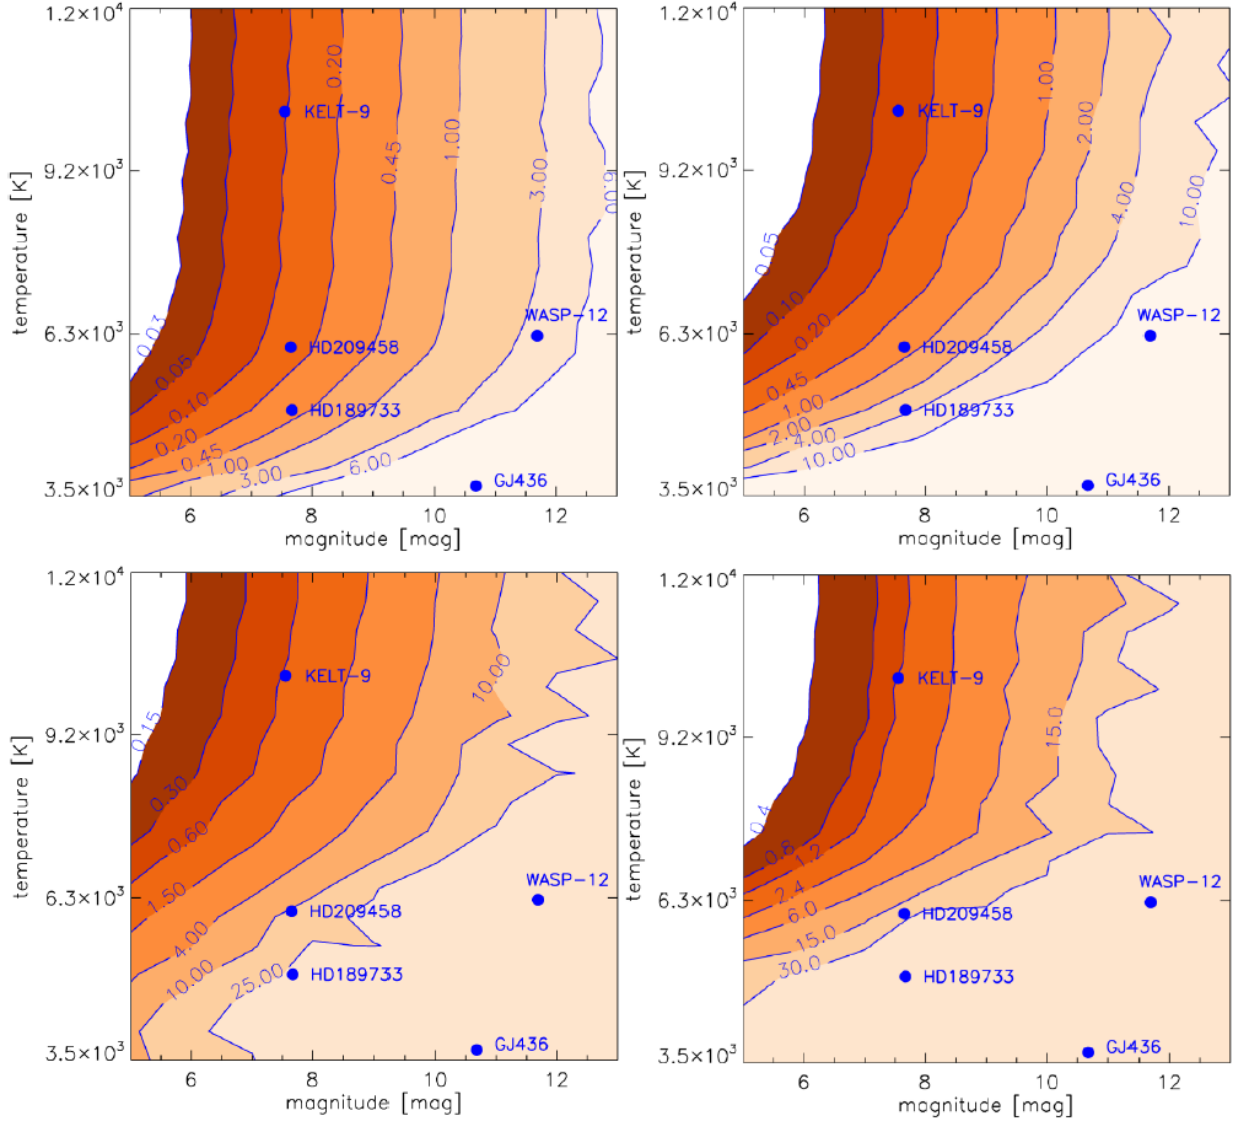 1.2×10⁴
9.2×10³
6.3×10³
3.5×10³
temperature [K]
0.20
KELT-9
0.45
1.00
3.00
6.00
0.03
WASP-12
HD209458
0.05
0.10
HD189733
0.20
0.45
1.00
3.00
6.00
GJ436
6 8 10 12
magnitude [mag]
1.2×10⁴
9.2×10³
6.3×10³
3.5×10³
temperature [K]
1.00
KELT-9
2.00
4.00
10.00
0.05
0.10
WASP-12
0.20
HD209458
0.45
1.00
HD189733
2.00
4.00
10.00
GJ436
6 8 10 12
magnitude [mag]
1.2×10⁴
9.2×10³
6.3×10³
3.5×10³
temperature [K]
KELT-9
10.00
0.15
0.30
0.60
WASP-12
1.50
HD209458
4.00
10.00
25.00
HD189733
GJ436
6 8 10 12
magnitude [mag]
1.2×10⁴
9.2×10³
6.3×10³
3.5×10³
temperature [K]
KELT-9
15.0
0.4
1.2
WASP-12
2.4
6.0
HD209458
15.0
30.0
HD189733
GJ436
6 8 10 12
magnitude [mag]